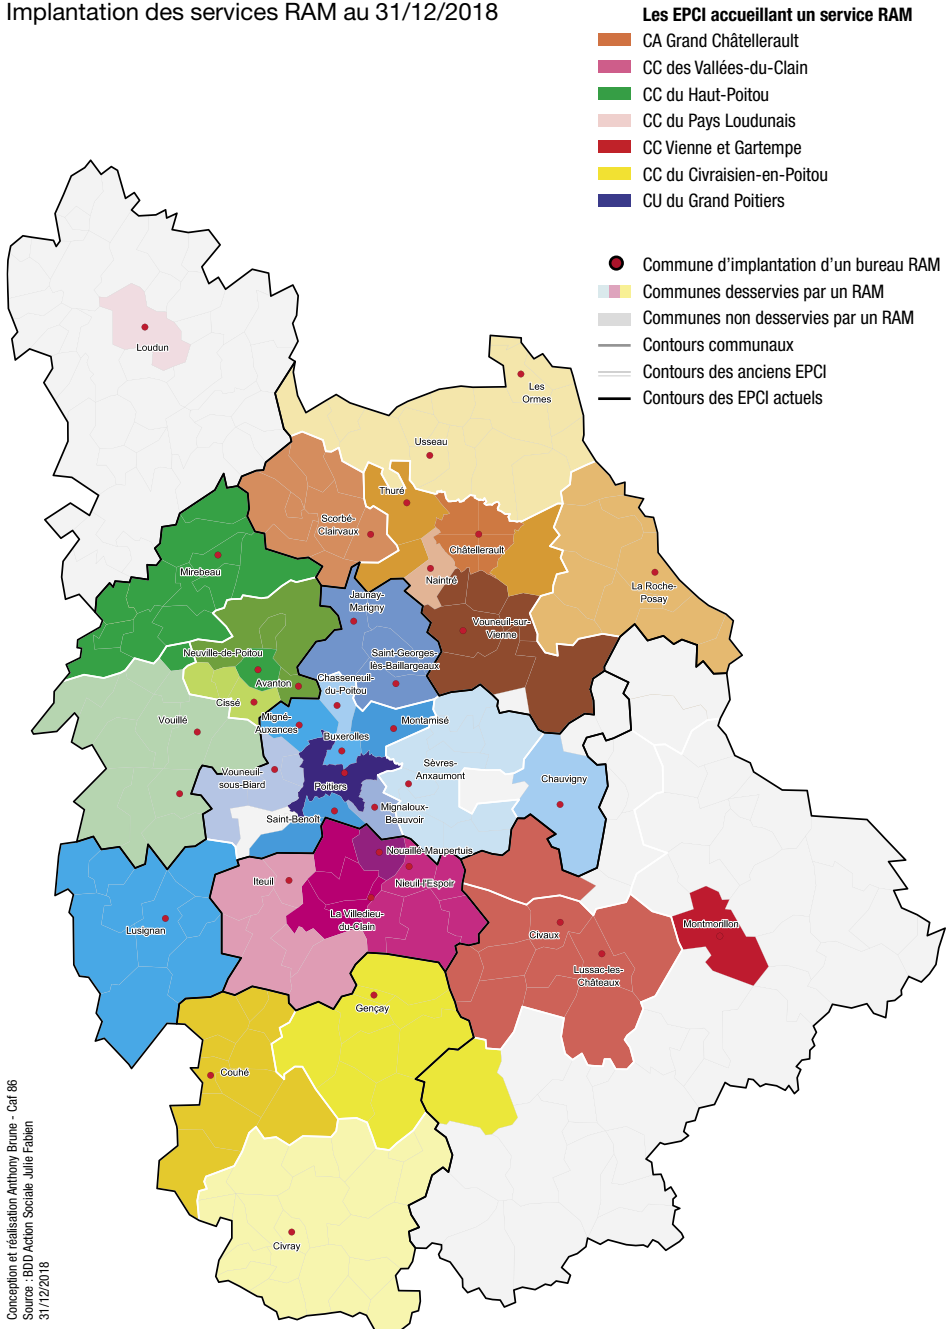 Implantation des services RAM au 31/12/2018
Les EPCI accueillant un service RAM
CA Grand Châtellerault
CC des Vallées-du-Clain
CC du Haut-Poitou
CC du Pays Loudunais
CC Vienne et Gartempe
CC du Civraisien-en-Poitou
CU du Grand Poitiers
Commune d'implantation d'un bureau RAM
Communes desservies par un RAM
Communes non desservies par un RAM
Contours communaux
Contours des anciens EPCI
Contours des EPCI actuels
Loudun
Les
Ormes
Usseau
Thuré
Scorbé-
Clairvaux
Châtellerault
Mirebeau
Naintré
La Roche-
Posay
Jaunay-
Marigny
Vouneuil-sur-
Vienne
Neuville-de-Poitou
Saint-Georges-
lès-Baillargeaux
Avanton
Chasseneuil-
du-Poitou
Cissé
Vouillé
Migné-
Auxances
Montamisé
Buxerolles
Vouneuil-
sous-Biard
Sèvres-
Anxaumont
Chauvigny
Poitiers
Mignaloux-
Beauvoir
Saint-Benoît
Nouaillé-Maupertuis
Iteuil
Nieuil-l'Espoir
La Villedieu-
du-Clain
Lusignan
Civaux
Montmorillon
Lussac-les-
Châteaux
Gençay
Couhé
Civray
Conception et réalisation Anthony Brune - Caf 86
Source : BDD Action Sociale Julie Fabien
31/12/2018